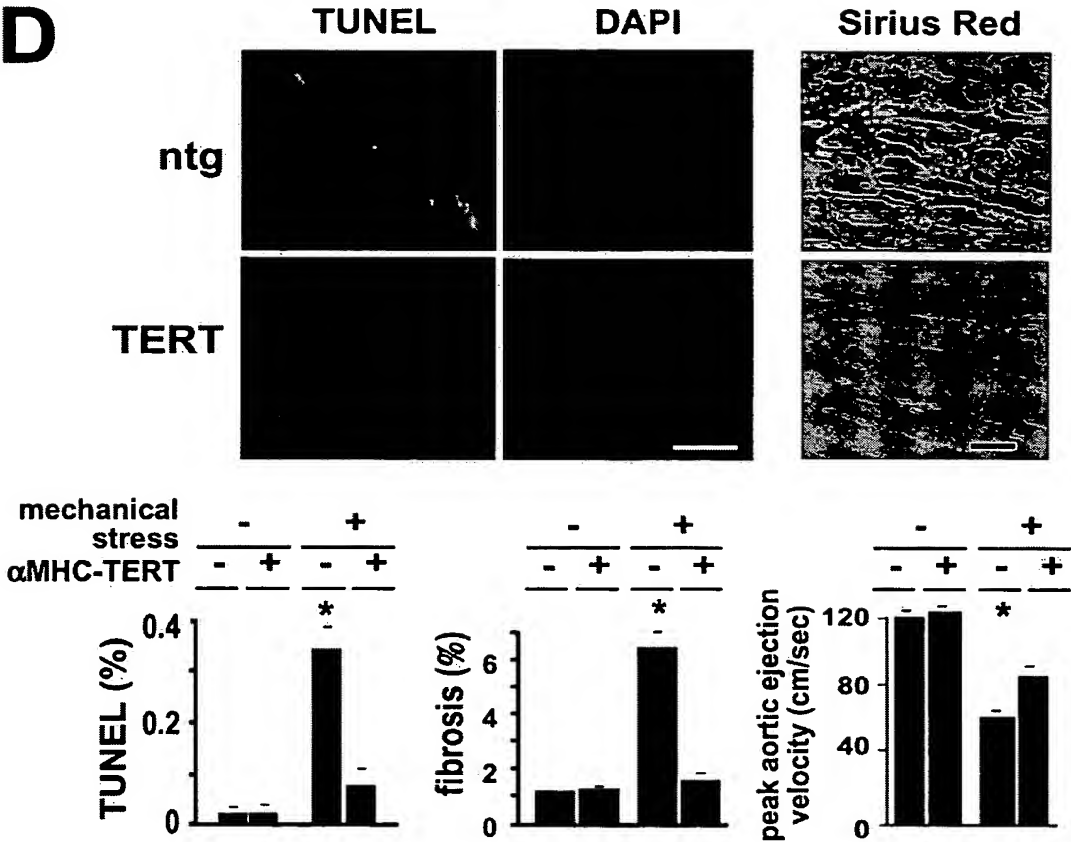 D
TUNEL DAPI Sirius Red
ntg
TERT
mechanical stress - + - + - +
αMHC-TERT - + - + - + - + - + - +
TUNEL (%)
0.4
0.2
0
*
fibrosis (%)
6
4
2
0
*
peak aortic ejection
velocity (cm/sec)
120
80
40
0
*